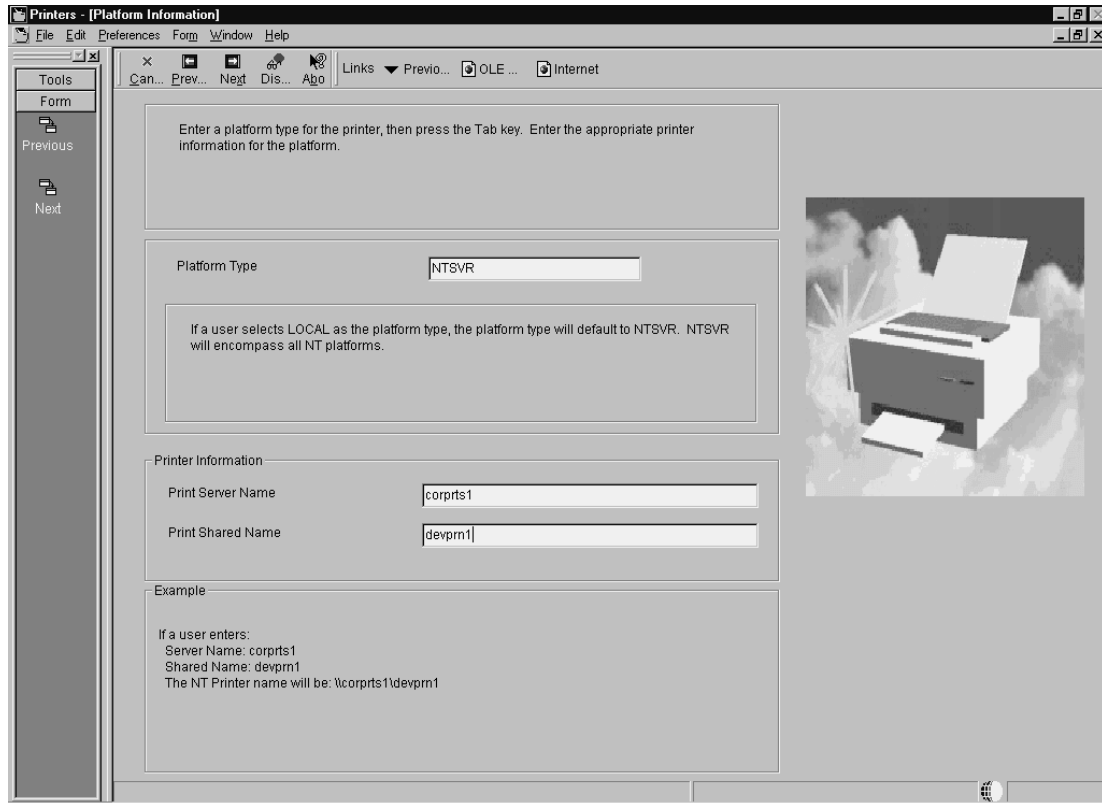 Printers - [Platform Information]
File Edit Preferences Form Window Help
Can... Prev... Next Dis... Abo Links Previo... OLE ... Internet
Tools
Form
Previous
Next
Enter a platform type for the printer, then press the Tab key. Enter the appropriate printer
information for the platform.
Platform Type NTSVR
If a user selects LOCAL as the platform type, the platform type will default to NTSVR. NTSVR
will encompass all NT platforms.
Printer Information
Print Server Name corprts1
Print Shared Name devprn1
Example
If a user enters:
Server Name: corprts1
Shared Name: devprn1
The NT Printer name will be: \\corprts1\devprn1